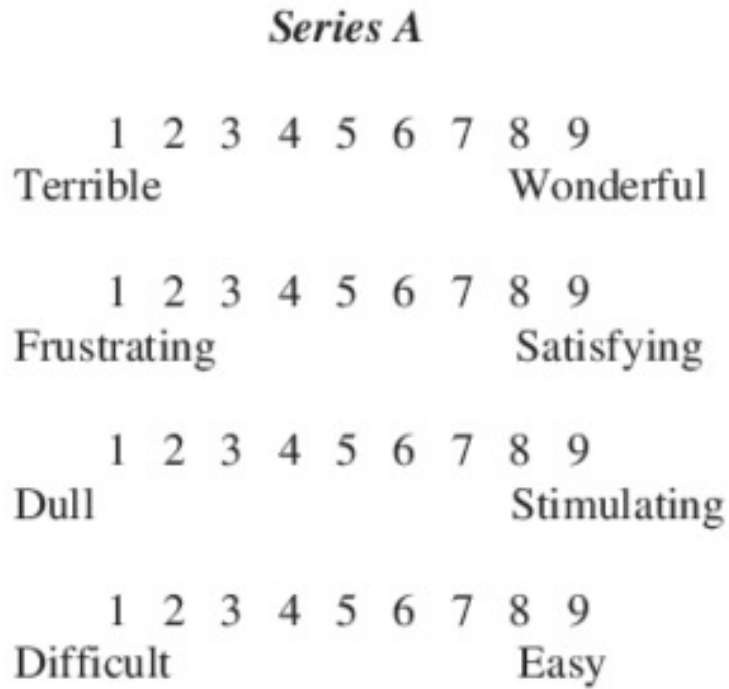 Series A
1 2 3 4 5 6 7 8 9
Terrible Wonderful
1 2 3 4 5 6 7 8 9
Frustrating Satisfying
1 2 3 4 5 6 7 8 9
Dull Stimulating
1 2 3 4 5 6 7 8 9
Difficult Easy